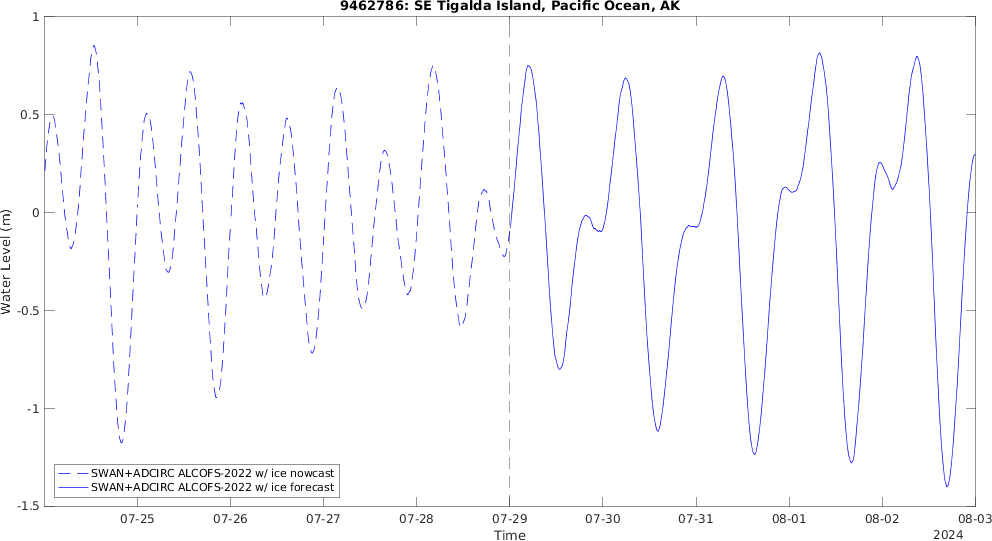 9462786: SE Tigalda Island, Pacific Ocean, AK
1
0.5
0
-0.5
-1
-1.5
Water Level (m)
SWAN+ADCIRC ALCOFS-2022 w/ ice nowcast
SWAN+ADCIRC ALCOFS-2022 w/ ice forecast
07-25 07-26 07-27 07-28 07-29 07-30 07-31 08-01 08-02 08-03
Time
2024